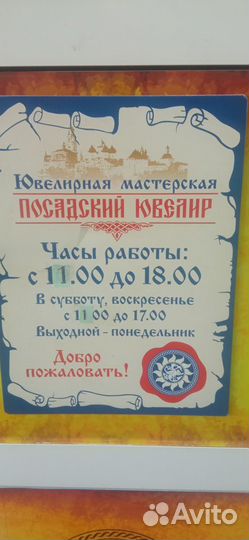 Ювелирная мастерская
ПОСАДСКИЙ ЮВЕЛИР
Часы работы:
с 11.00 до 18.00
В субботу, воскресенье
с 11.00 до 17.00
Выходной - понедельник
Добро
пожаловать!
Avito